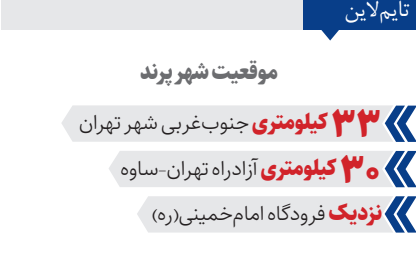 تایم‌لاین
موقعیت شهر پرند
۳۳ کیلومتری جنوب‌غربی شهر تهران
۳۰ کیلومتری آزادراه تهران-ساوه
نزدیک فرودگاه امام‌خمینی(ره)